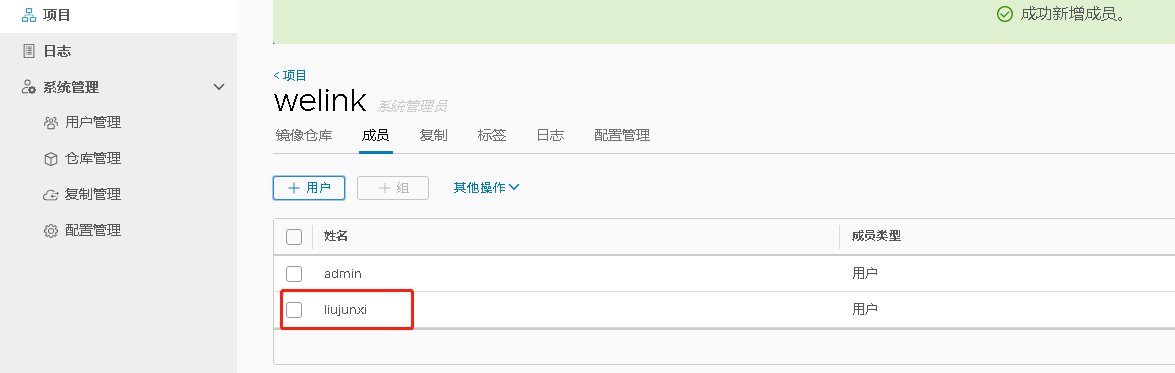 项目
日志
系统管理
用户管理
仓库管理
复制管理
配置管理
成功新增成员。
< 项目
welink 系统管理员
镜像仓库 成员 复制 标签 日志 配置管理
+ 用户 + 组 其他操作
姓名 成员类型
admin 用户
liujunxi 用户